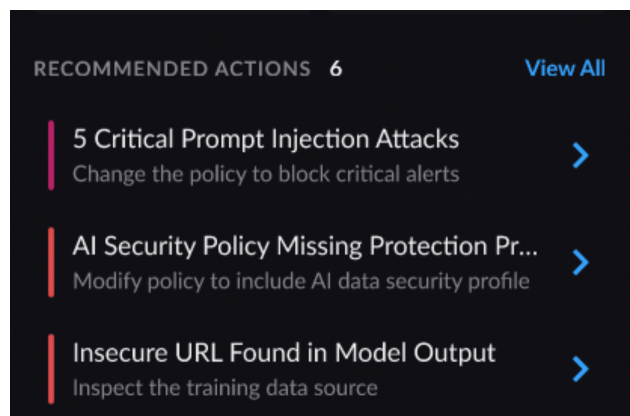 RECOMMENDED ACTIONS 6 View All
5 Critical Prompt Injection Attacks
Change the policy to block critical alerts
AI Security Policy Missing Protection Pr...
Modify policy to include AI data security profile
Insecure URL Found in Model Output
Inspect the training data source